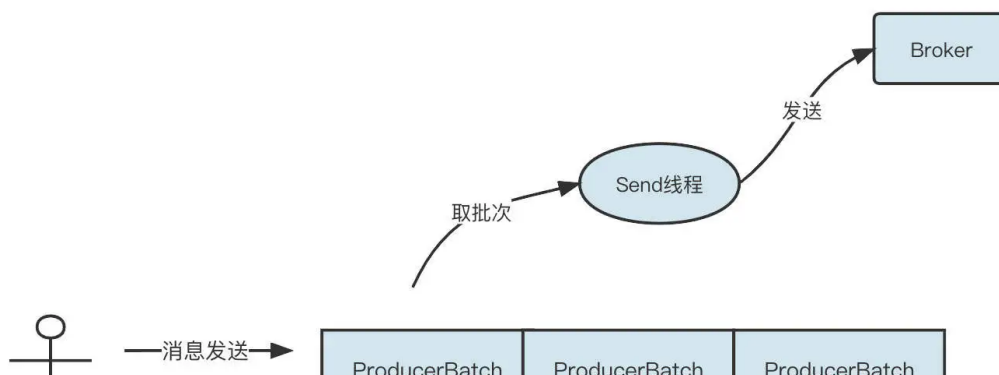 Broker
发送
Send线程
取批次
消息发送
ProducerBatch ProducerBatch ProducerBatch